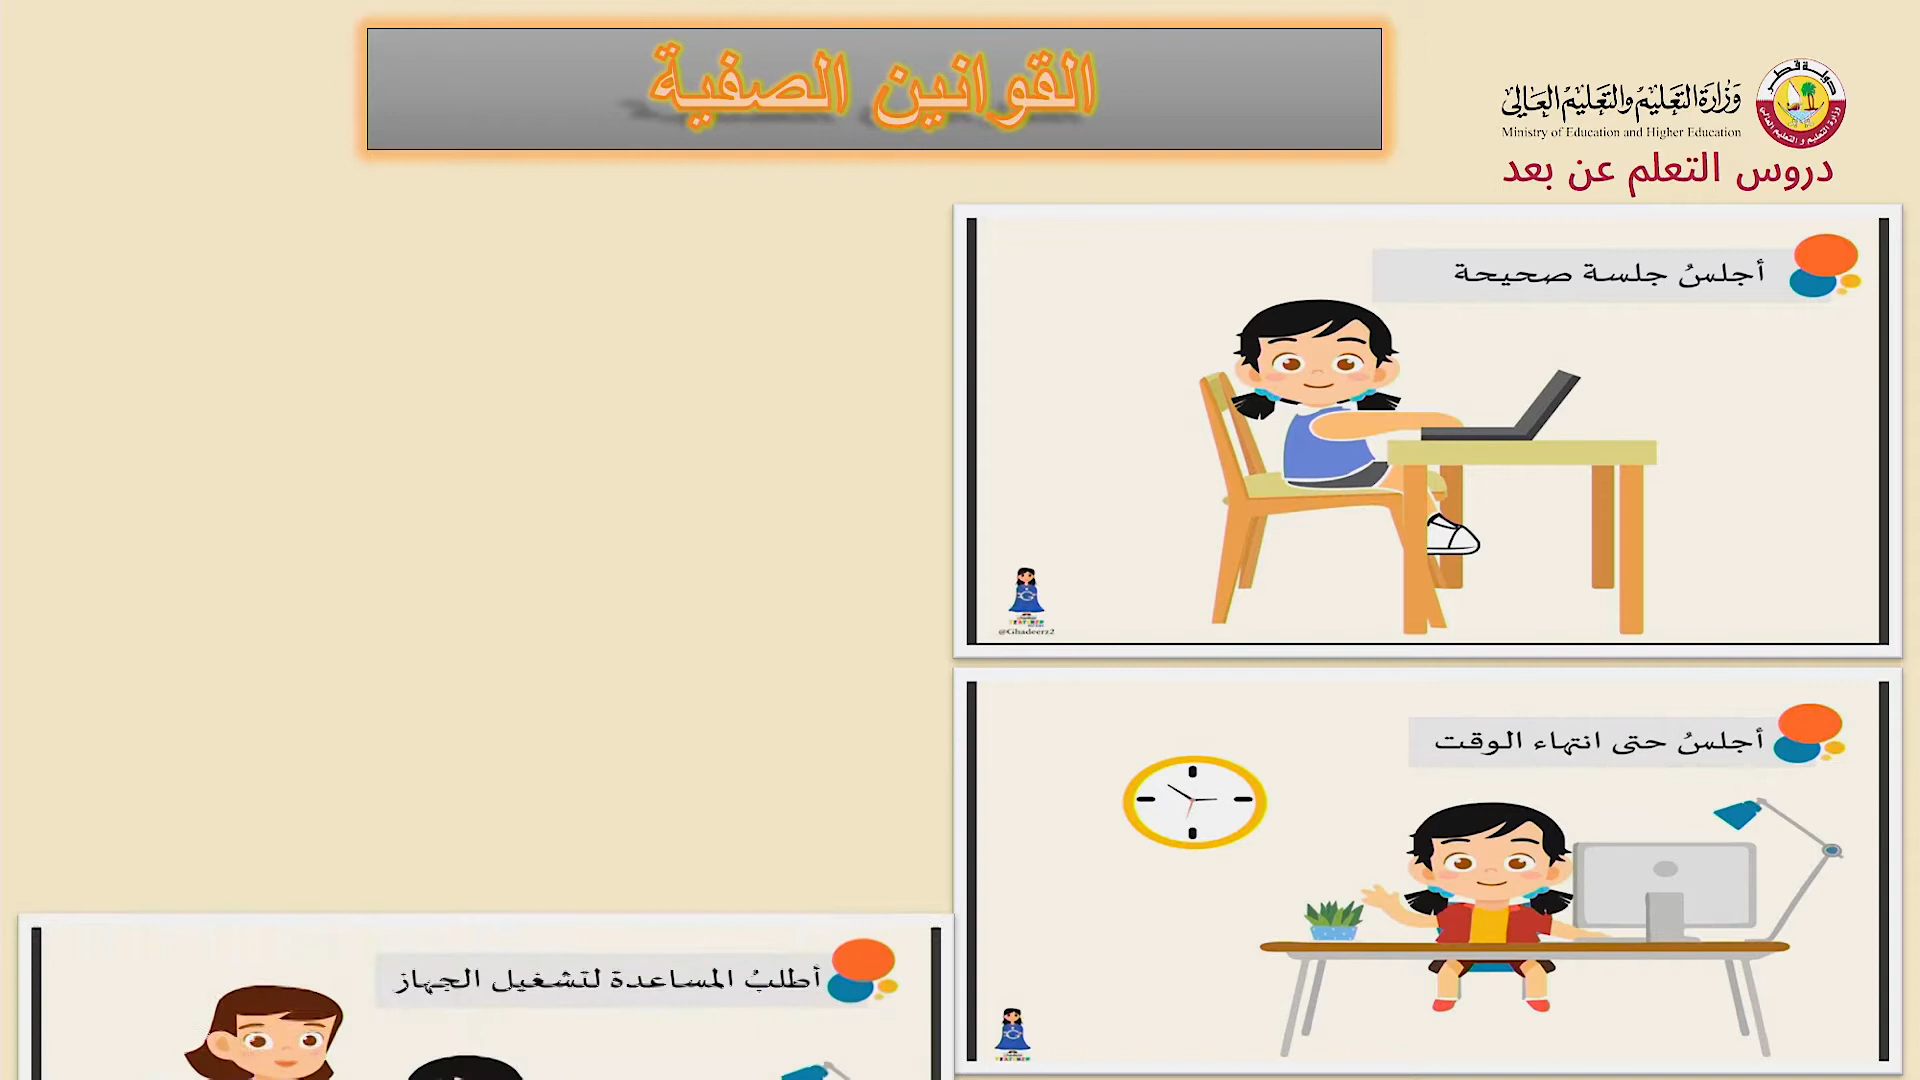 القوانين الصفية
وزارة التعليم والتعليم العالي
Ministry of Education and Higher Education
دروس التعلم عن بعد
أجلسُ جلسة صحيحة
@Ghadeerz2
أجلسُ حتى انتهاء الوقت
أطلبُ المساعدة لتشغيل الجهاز